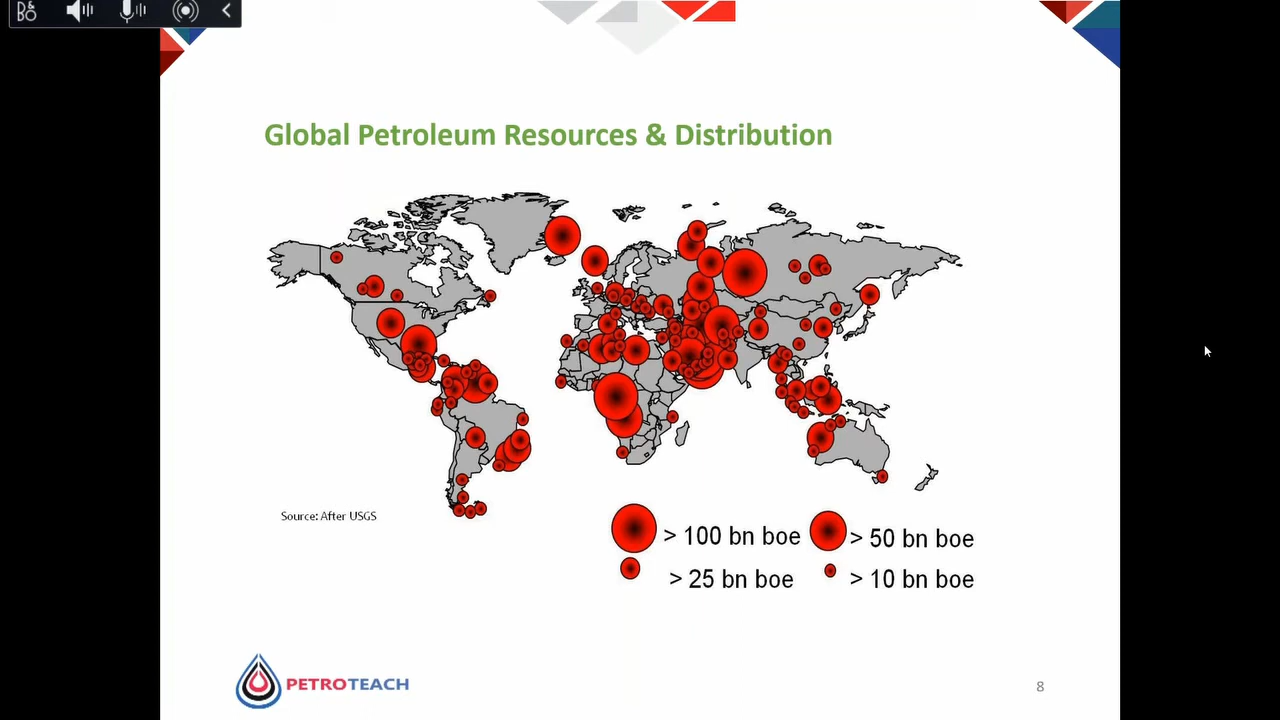 Global Petroleum Resources & Distribution
Source: After USGS
> 100 bn boe
> 50 bn boe
> 25 bn boe
> 10 bn boe
PETROTEACH
8